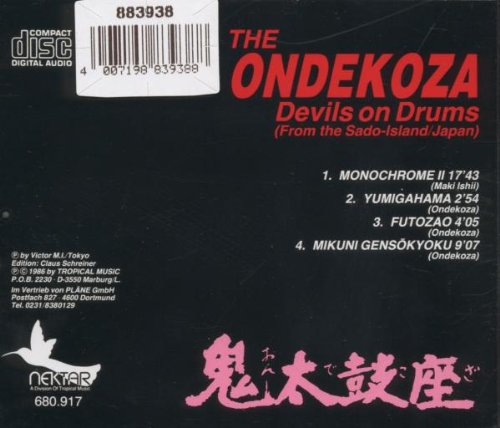 COMPACT
disc
DIGITAL AUDIO
883938
4 007198 839388
THE
ONDEKOZA
Devils on Drums
(From the Sado-Island/Japan)
1. MONOCHROME II 17'43
(Maki Ishii)
2. YUMIGAHAMA 2'54
(Ondekoza)
3. FUTOZAO 4'05
(Ondekoza)
4. MIKUNI GENSŌKYOKU 9'07
(Ondekoza)
Ⓟ by Victor M.I./Tokyo
Edition: Claus Schreiner
Ⓟ © 1986 by TROPICAL MUSIC
P.O.B. 2230 - D-3550 Marburg/L.
Im Vertrieb von PLÄNE GmbH
Postfach 827 · 4600 Dortmund
Tel. 0231/8380129
NEKTAR
A Division Of Tropical Music
680.917
鬼太鼓座
おんでこざ